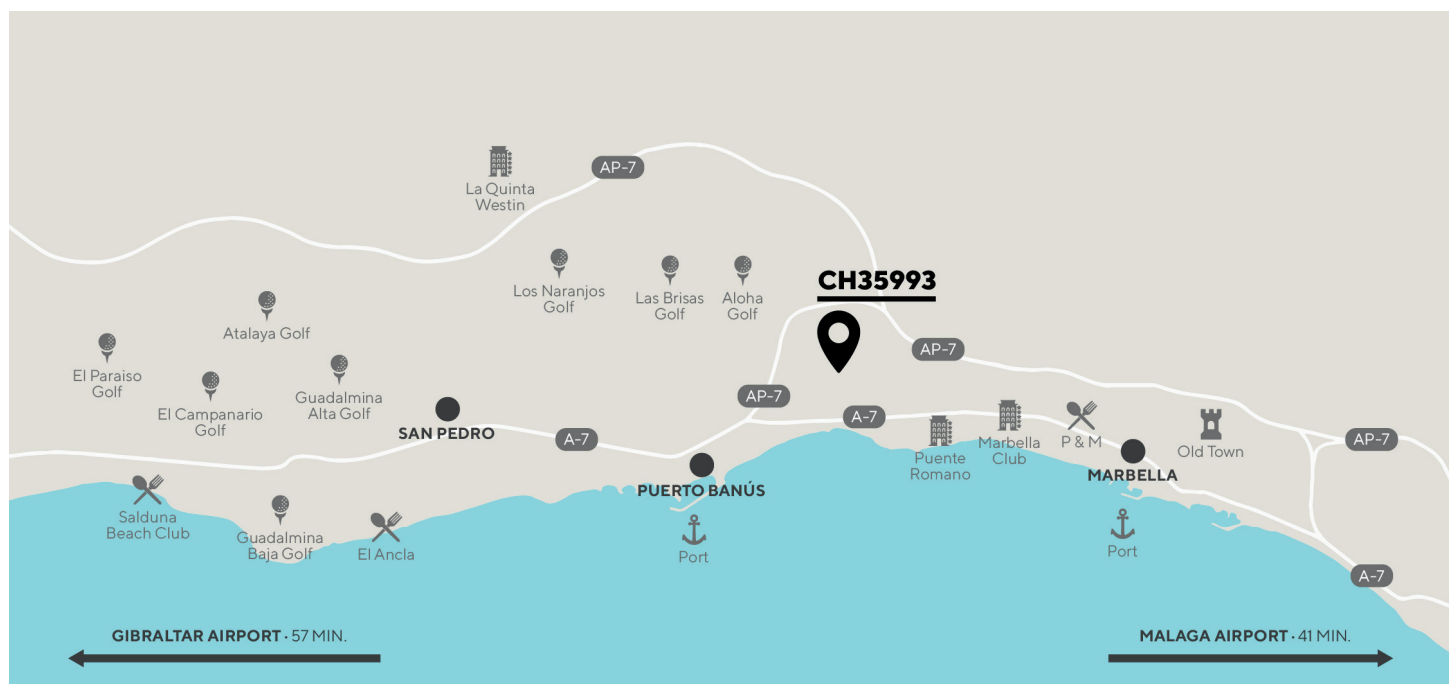 AP-7
La Quinta
Westin
Los Naranjos
Golf
Las Brisas
Golf
Aloha
Golf
CH35993
Atalaya Golf
El Paraiso
Golf
El Campanario
Golf
Guadalmina
Alta Golf
SAN PEDRO
A-7
AP-7
A-7
AP-7
PUERTO BANÚS
Port
Puente
Romano
Marbella
Club
P & M
MARBELLA
Old Town
AP-7
Port
A-7
Salduna
Beach Club
Guadalmina
Baja Golf
El Ancla
GIBRALTAR AIRPORT · 57 MIN.
MALAGA AIRPORT · 41 MIN.